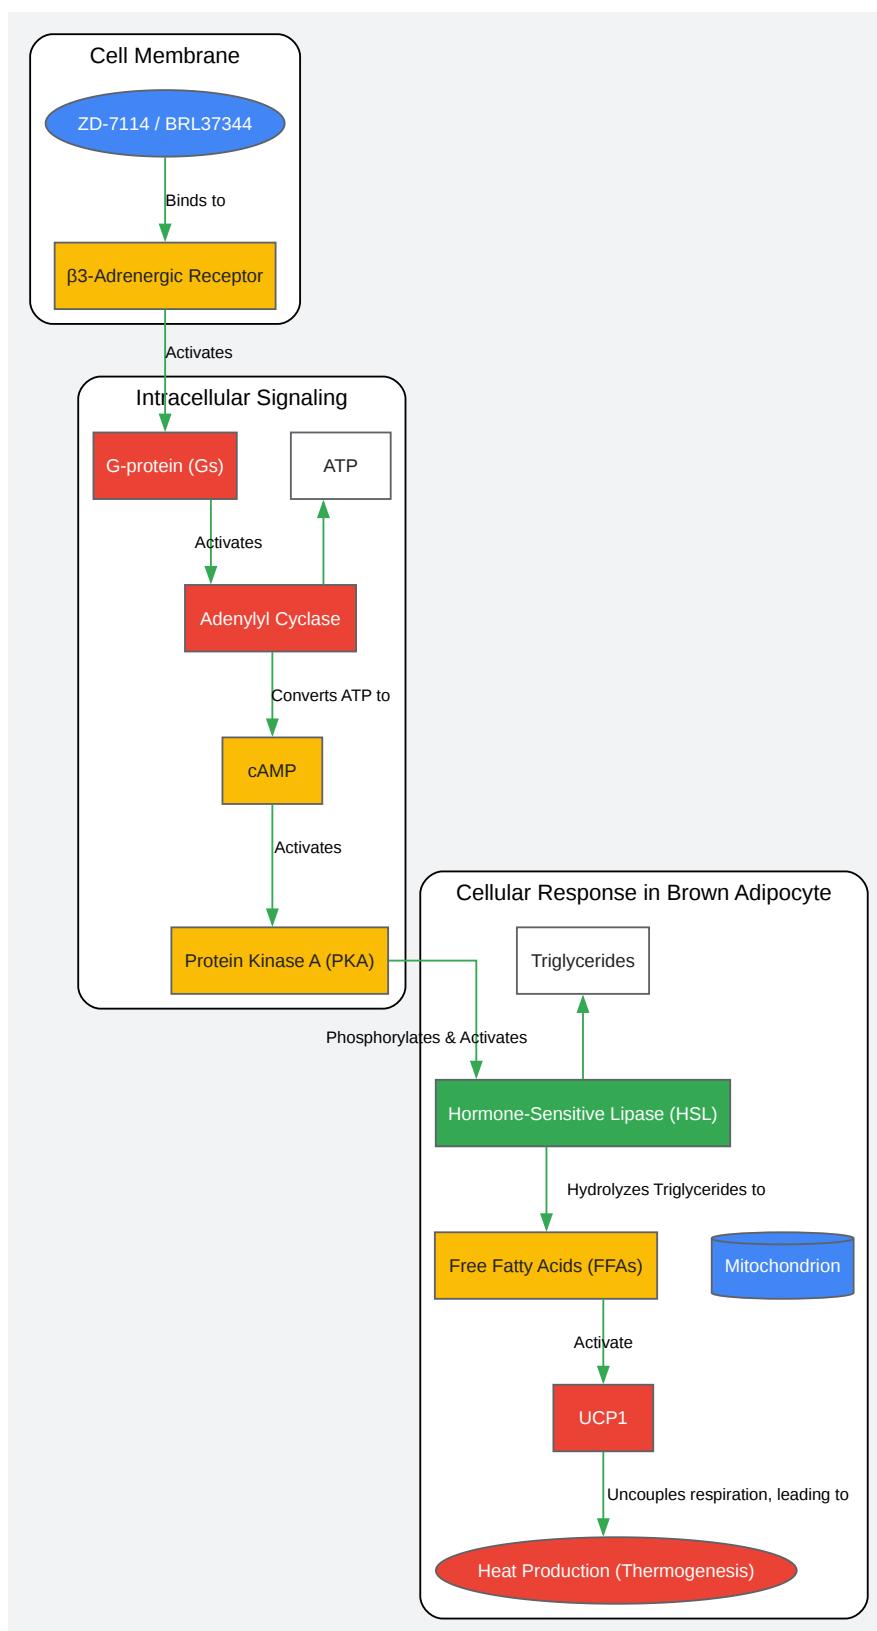 Cell Membrane
ZD-7114 / BRL37344
Binds to
β3-Adrenergic Receptor
Activates
Intracellular Signaling
G-protein (Gs)
ATP
Activates
Adenylyl Cyclase
Converts ATP to
cAMP
Activates
Cellular Response in Brown Adipocyte
Protein Kinase A (PKA)
Triglycerides
Phosphorylates & Activates
Hormone-Sensitive Lipase (HSL)
Hydrolyzes Triglycerides to
Free Fatty Acids (FFAs)
Mitochondrion
Activate
UCP1
Uncouples respiration, leading to
Heat Production (Thermogenesis)